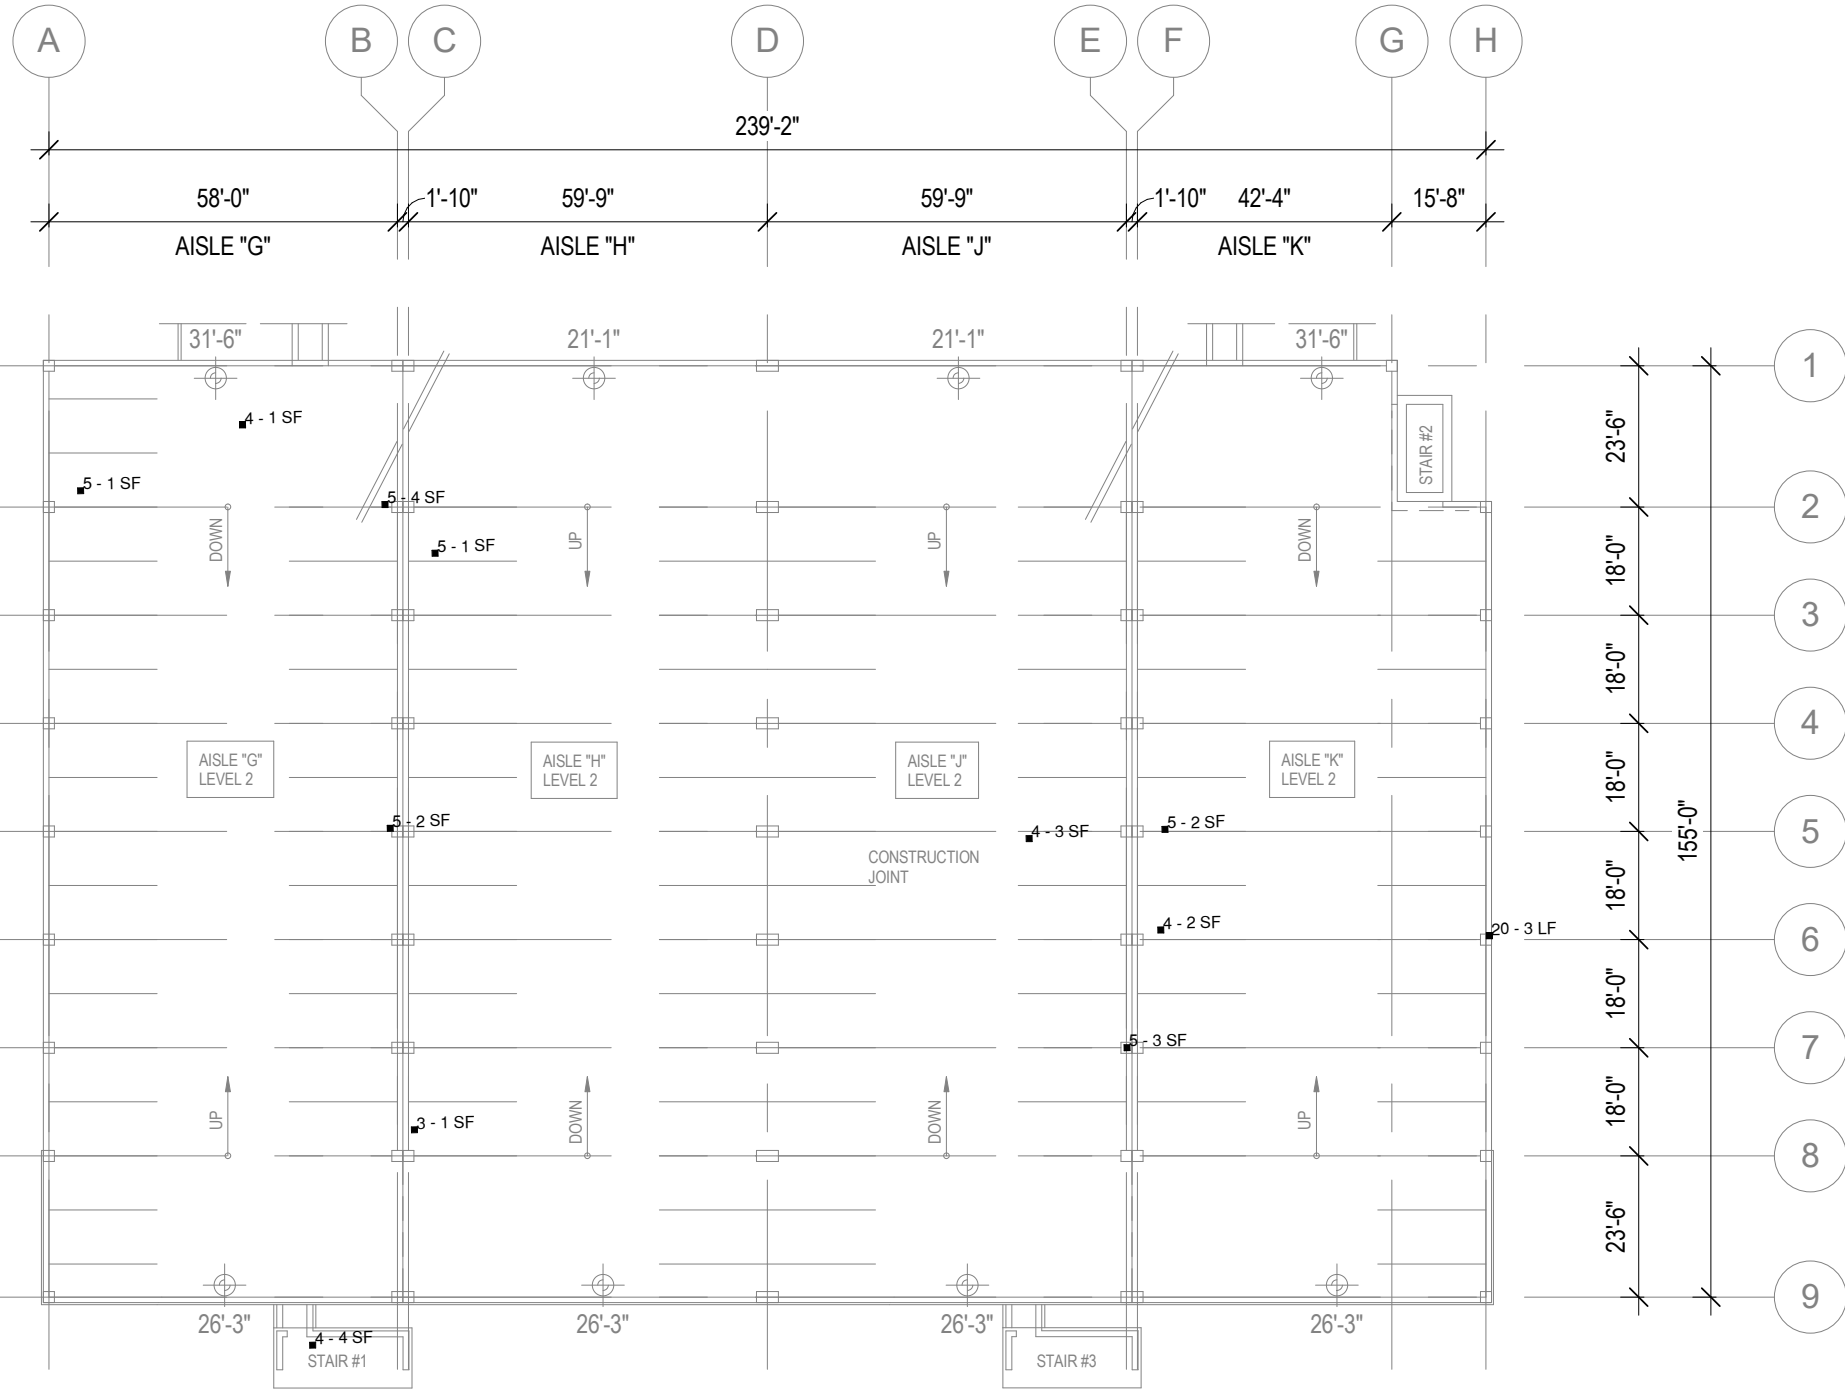 A B C D E F G H
239'-2"
58'-0" 1'-10" 59'-9" 59'-9" 1'-10" 42'-4" 15'-8"
AISLE "G" AISLE "H" AISLE "J" AISLE "K"
31'-6" 21'-1" 21'-1" 31'-6"
1
4 - 1 SF
23'-6"
STAIR #2
5 - 1 SF
5 - 4 SF
2
DOWN UP UP DOWN
5 - 1 SF
18'-0"
3
18'-0"
4
AISLE "G"
LEVEL 2
AISLE "H"
LEVEL 2
AISLE "J"
LEVEL 2
AISLE "K"
LEVEL 2
18'-0"
5 - 2 SF
4 - 3 SF
5 - 2 SF
5
155'-0"
CONSTRUCTION
JOINT
18'-0"
4 - 2 SF
20 - 3 LF
6
18'-0"
5 - 3 SF
7
UP DOWN DOWN UP
3 - 1 SF
18'-0"
8
23'-6"
9
26'-3" 26'-3" 26'-3" 26'-3"
4 - 4 SF
STAIR #1
STAIR #3